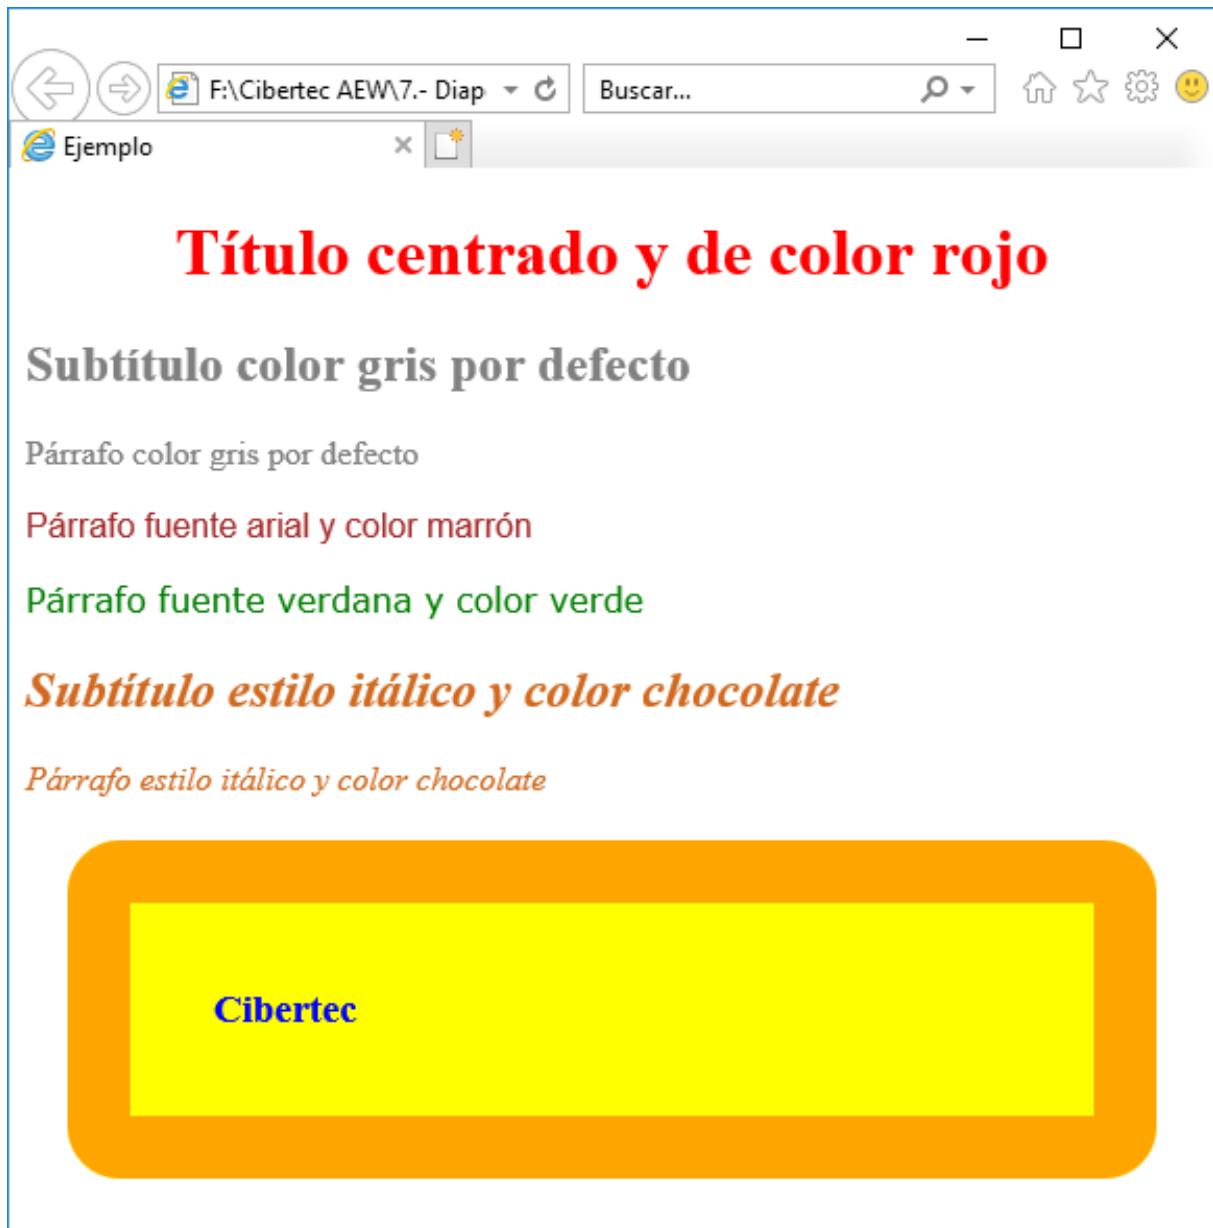 F:\Cibertec AEW\7.- Diap
Buscar...
Ejemplo
Título centrado y de color rojo
Subtítulo color gris por defecto
Párrafo color gris por defecto
Párrafo fuente arial y color marrón
Párrafo fuente verdana y color verde
Subtítulo estilo itálico y color chocolate
Párrafo estilo itálico y color chocolate
Cibertec